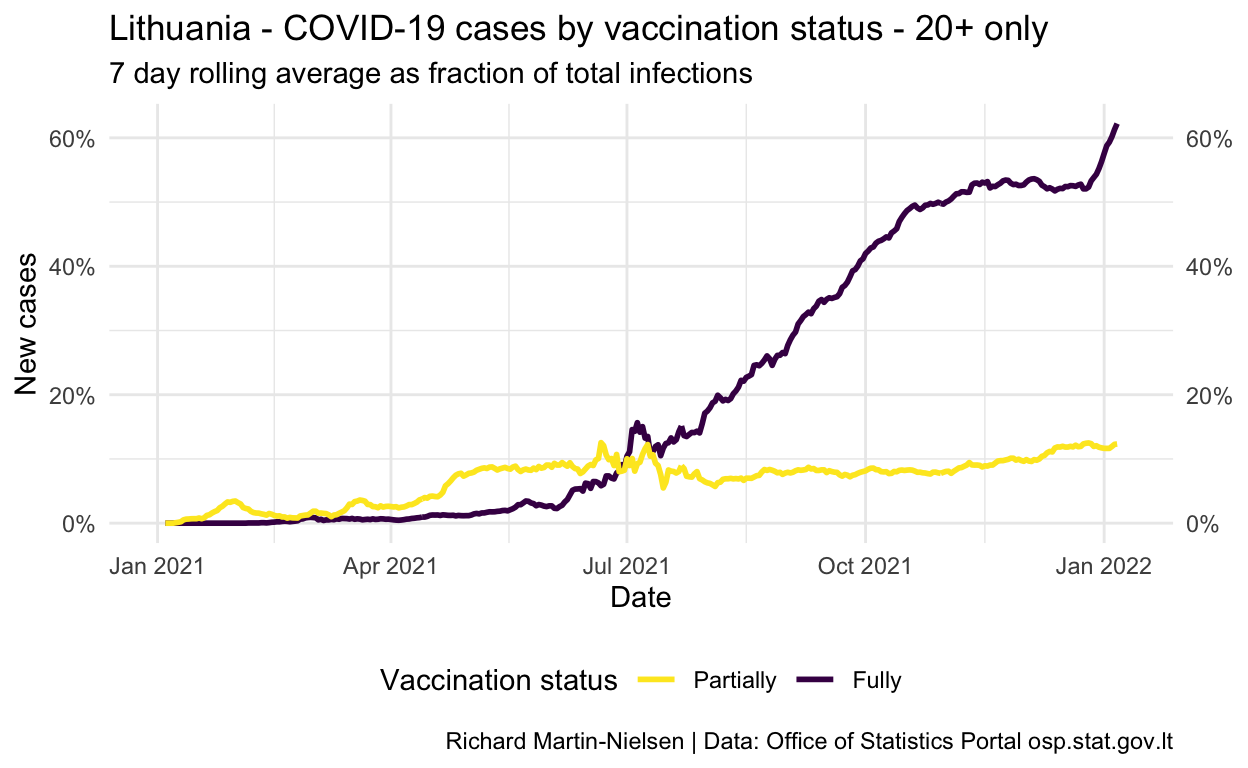 Lithuania - COVID-19 cases by vaccination status - 20+ only
7 day rolling average as fraction of total infections
New cases
60%
40%
20%
0%
60%
40%
20%
0%
Jan 2021
Apr 2021
Jul 2021
Oct 2021
Jan 2022
Date
Vaccination status
Partially
Fully
Richard Martin-Nielsen | Data: Office of Statistics Portal osp.stat.gov.lt